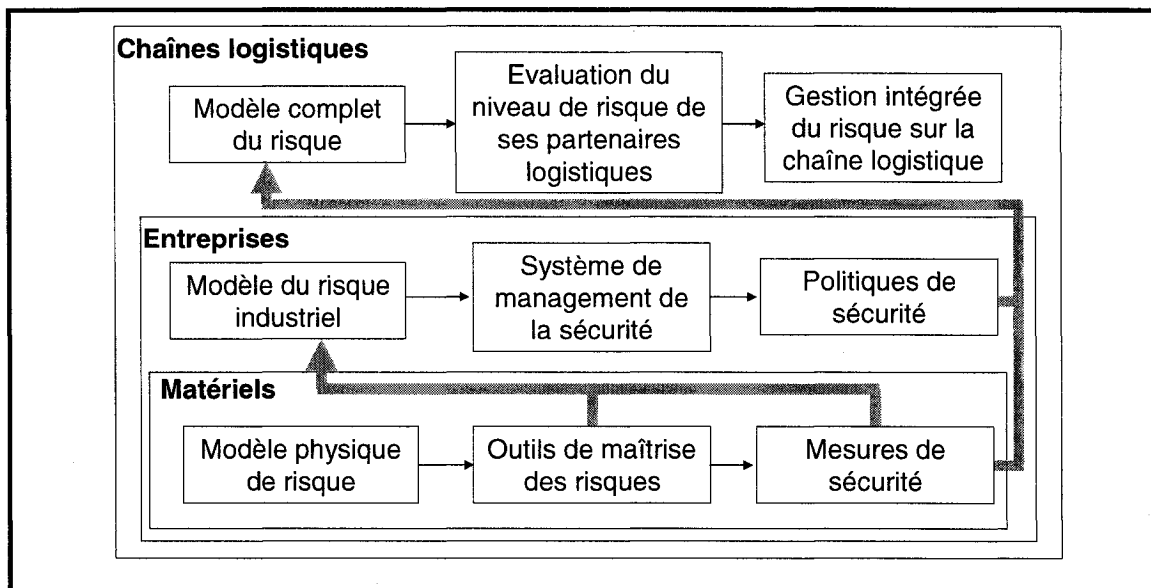 Chaînes logistiques
Modèle complet
du risque
Evaluation du
niveau de risque de
ses partenaires
logistiques
Gestion intégrée
du risque sur la
chaîne logistique
Entreprises
Modèle du risque
industriel
Système de
management de
la sécurité
Politiques de
sécurité
Matériels
Modèle physique
de risque
Outils de maîtrise
des risques
Mesures de
sécurité